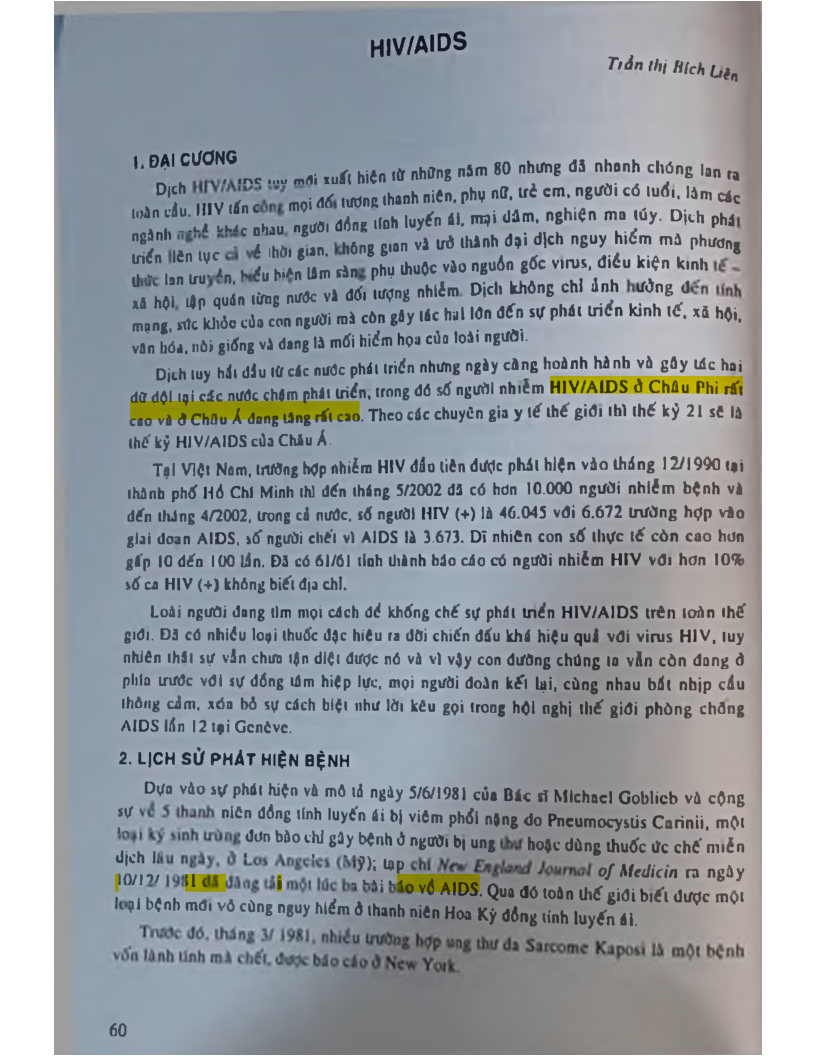 HIV/AIDS
Trần thị Bích Liên
1. ĐẠI CƯƠNG
Dịch HIV/AIDS tuy mới xuất hiện từ những năm 80 nhưng đã nhanh chóng lan ra
toàn cầu. HIV tấn công mọi đối tượng thanh niên, phụ nữ, trẻ em, người có tuổi, làm các
ngành nghề khác nhau, người đồng tính luyến ái, mại dâm, nghiện ma túy. Dịch phát
triển liên tục cả về thời gian, không gian và trở thành đại dịch nguy hiểm mà phương
thức lan truyền, biểu hiện lâm sàng phụ thuộc vào nguồn gốc virus, điều kiện kinh tế –
xã hội, tập quán từng nước và đối tượng nhiễm. Dịch không chỉ ảnh hưởng đến tính
mạng, sức khỏe của con người mà còn gây tác hại lớn đến sự phát triển kinh tế, xã hội,
văn hóa, nòi giống và đang là mối hiểm họa của loài người.
Dịch tuy bắt đầu từ các nước phát triển nhưng ngày càng hoành hành và gây tác hại
dữ dội tại các nước chậm phát triển, trong đó số người nhiễm HIV/AIDS ở Châu Phi rất
cao và ở Châu Á đang tăng rất cao. Theo các chuyên gia y tế thế giới thì thế kỷ 21 sẽ là
thế kỷ HIV/AIDS của Châu Á.
Tại Việt Nam, trường hợp nhiễm HIV đầu tiên được phát hiện vào tháng 12/1990 tại
thành phố Hồ Chí Minh thì đến tháng 5/2002 đã có hơn 10.000 người nhiễm bệnh và
đến tháng 4/2002, trong cả nước, số người HIV (+) là 46.045 với 6.672 trường hợp vào
giai đoạn AIDS, số người chết vì AIDS là 3.673. Dĩ nhiên con số thực tế còn cao hơn
gấp 10 đến 100 lần. Đã có 61/61 tỉnh thành báo cáo có người nhiễm HIV với hơn 10%
số ca HIV (+) không biết địa chỉ.
Loài người đang tìm mọi cách để khống chế sự phát triển HIV/AIDS trên toàn thế
giới. Đã có nhiều loại thuốc đặc hiệu ra đời chiến đấu khá hiệu quả với virus HIV, tuy
nhiên thật sự vẫn chưa tận diệt được nó và vì vậy con đường chúng ta vẫn còn đang ở
phía trước với sự đồng tâm hiệp lực, mọi người đoàn kết lại, cùng nhau bắt nhịp cầu
thông cảm, xóa bỏ sự cách biệt như lời kêu gọi trong hội nghị thế giới phòng chống
AIDS lần 12 tại Genève.
2. LỊCH SỬ PHÁT HIỆN BỆNH
Dựa vào sự phát hiện và mô tả ngày 5/6/1981 của Bác sĩ Michael Goblieb và cộng
sự về 5 thanh niên đồng tính luyến ái bị viêm phổi nặng do Pneumocystis Carinii, một
loại ký sinh trùng đơn bào chỉ gây bệnh ở người bị ung thư hoặc dùng thuốc ức chế miễn
dịch lâu ngày, ở Los Angeles (Mỹ); tạp chí New England Journal of Medicin ra ngày
10/12/ 1981 đã đăng tải một lúc ba bài báo về AIDS. Qua đó toàn thế giới biết được một
loại bệnh mới vô cùng nguy hiểm ở thanh niên Hoa Kỳ đồng tính luyến ái.
Trước đó, tháng 3/ 1981, nhiều trường hợp ung thư da Sarcome Kaposi là một bệnh
vốn lành tính mà chết, được báo cáo ở New York.
60